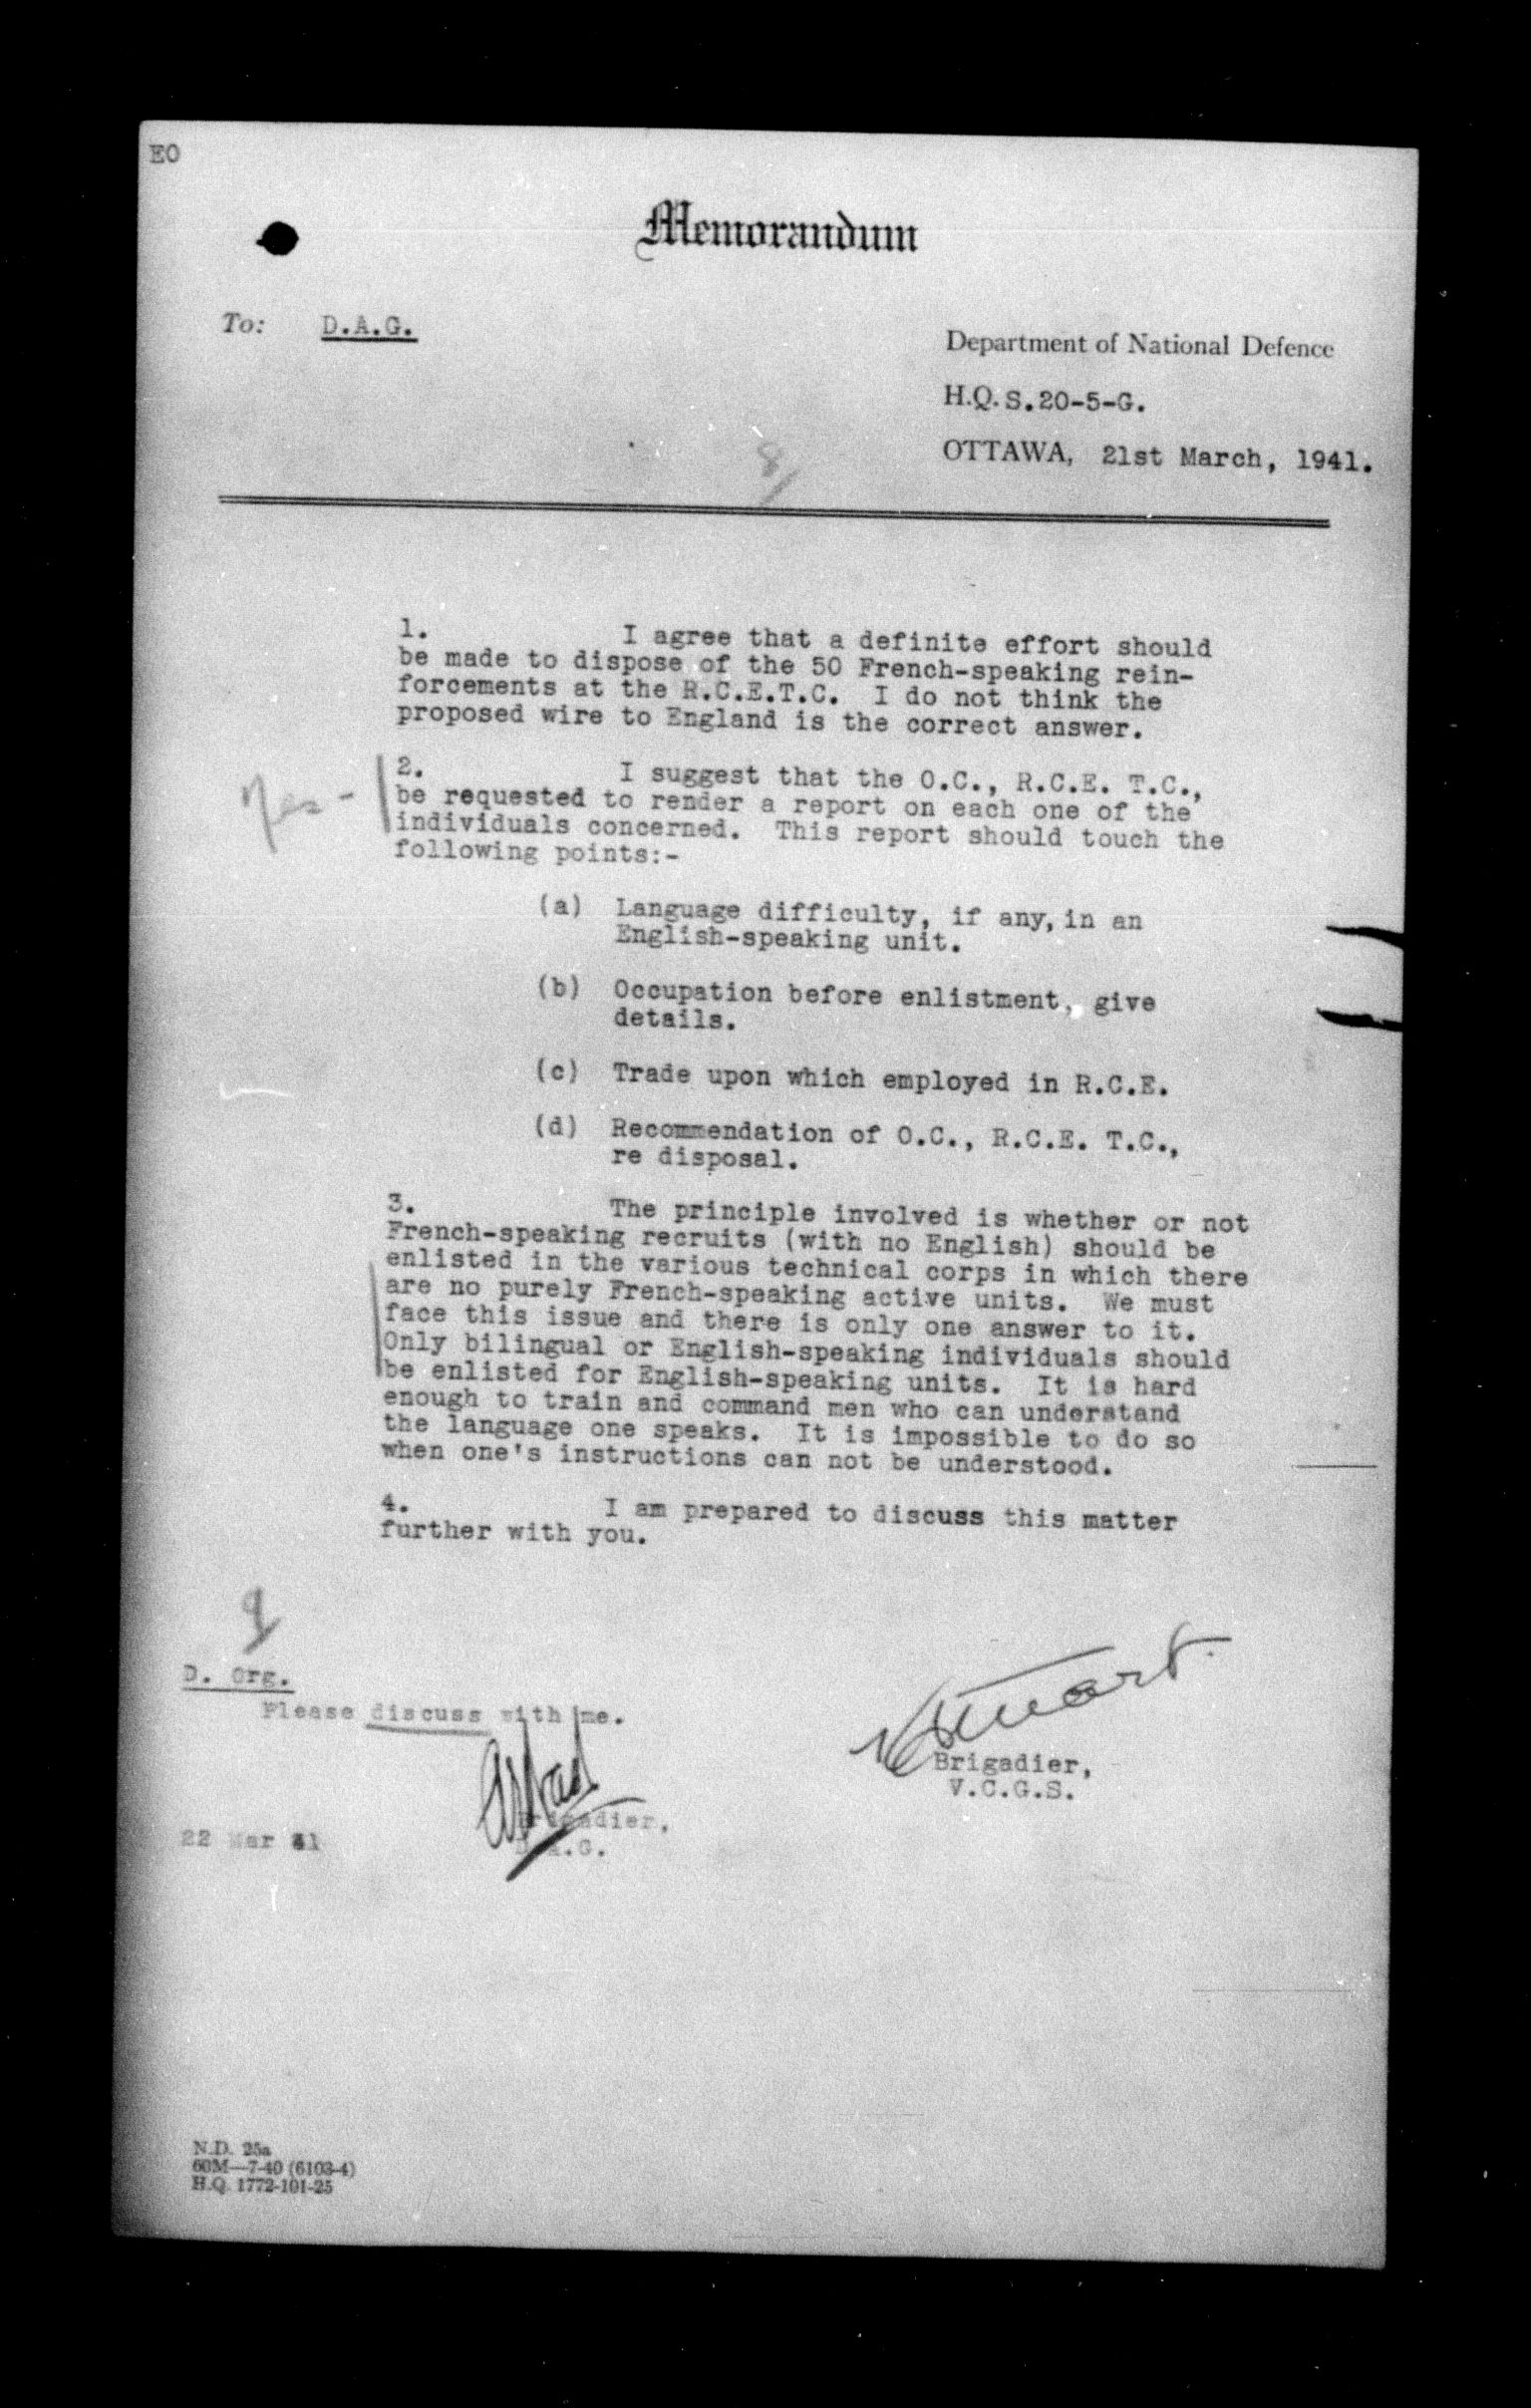 EO
Memorandum
To: D.A.G.
Department of National Defence
H.Q. S.20-5-G.
OTTAWA, 21st March, 1941.
8/
1. I agree that a definite effort should
be made to dispose of the 50 French-speaking rein-
forcements at the R.C.E.T.C. I do not think the
proposed wire to England is the correct answer.
Yes -
2. I suggest that the O.C., R.C.E. T.C.,
be requested to render a report on each one of the
individuals concerned. This report should touch the
following points:-
(a) Language difficulty, if any, in an
English-speaking unit.
(b) Occupation before enlistment, give
details.
(c) Trade upon which employed in R.C.E.
(d) Recommendation of O.C., R.C.E. T.C.,
re disposal.
3. The principle involved is whether or not
French-speaking recruits (with no English) should be
enlisted in the various technical corps in which there
are no purely French-speaking active units. We must
face this issue and there is only one answer to it.
Only bilingual or English-speaking individuals should
be enlisted for English-speaking units. It is hard
enough to train and command men who can understand
the language one speaks. It is impossible to do so
when one's instructions can not be understood.
4. I am prepared to discuss this matter
further with you.
9/
D. Org.
Please discuss with me.
Stuart
Brigadier,
V.C.G.S.
Brigadier,
D.A.G.
22 Mar 41
N.D. 25a
60M—7-40 (6103-4)
H.Q. 1772-101-25